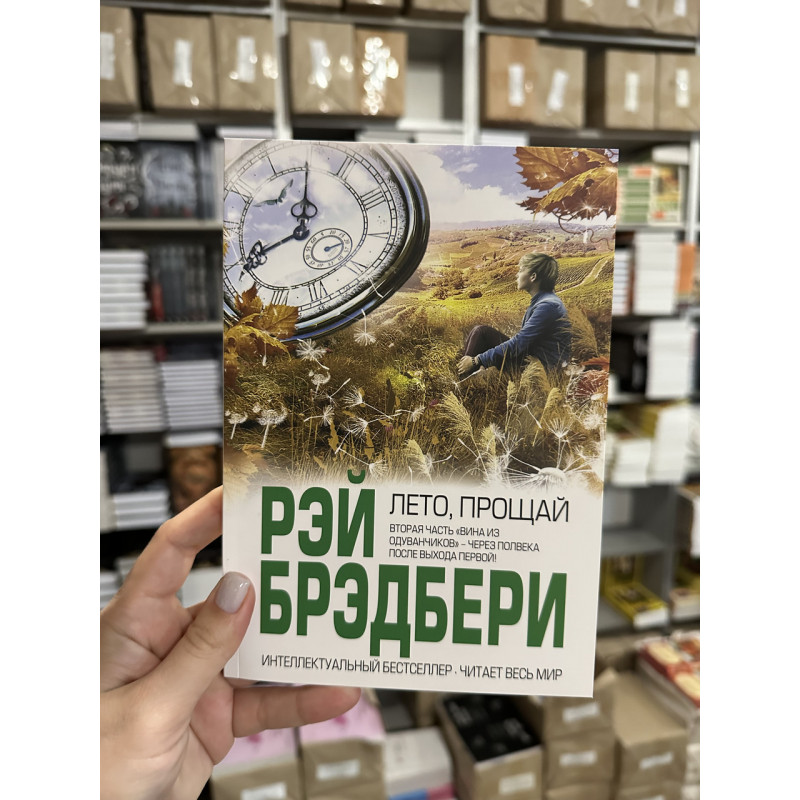 РЭЙ
БРЭДБЕРИ
ЛЕТО, ПРОЩАЙ
ВТОРАЯ ЧАСТЬ «ВИНА ИЗ
ОДУВАНЧИКОВ» – ЧЕРЕЗ ПОЛВЕКА
ПОСЛЕ ВЫХОДА ПЕРВОЙ!
ИНТЕЛЛЕКТУАЛЬНЫЙ БЕСТСЕЛЛЕР · ЧИТАЕТ ВЕСЬ МИР